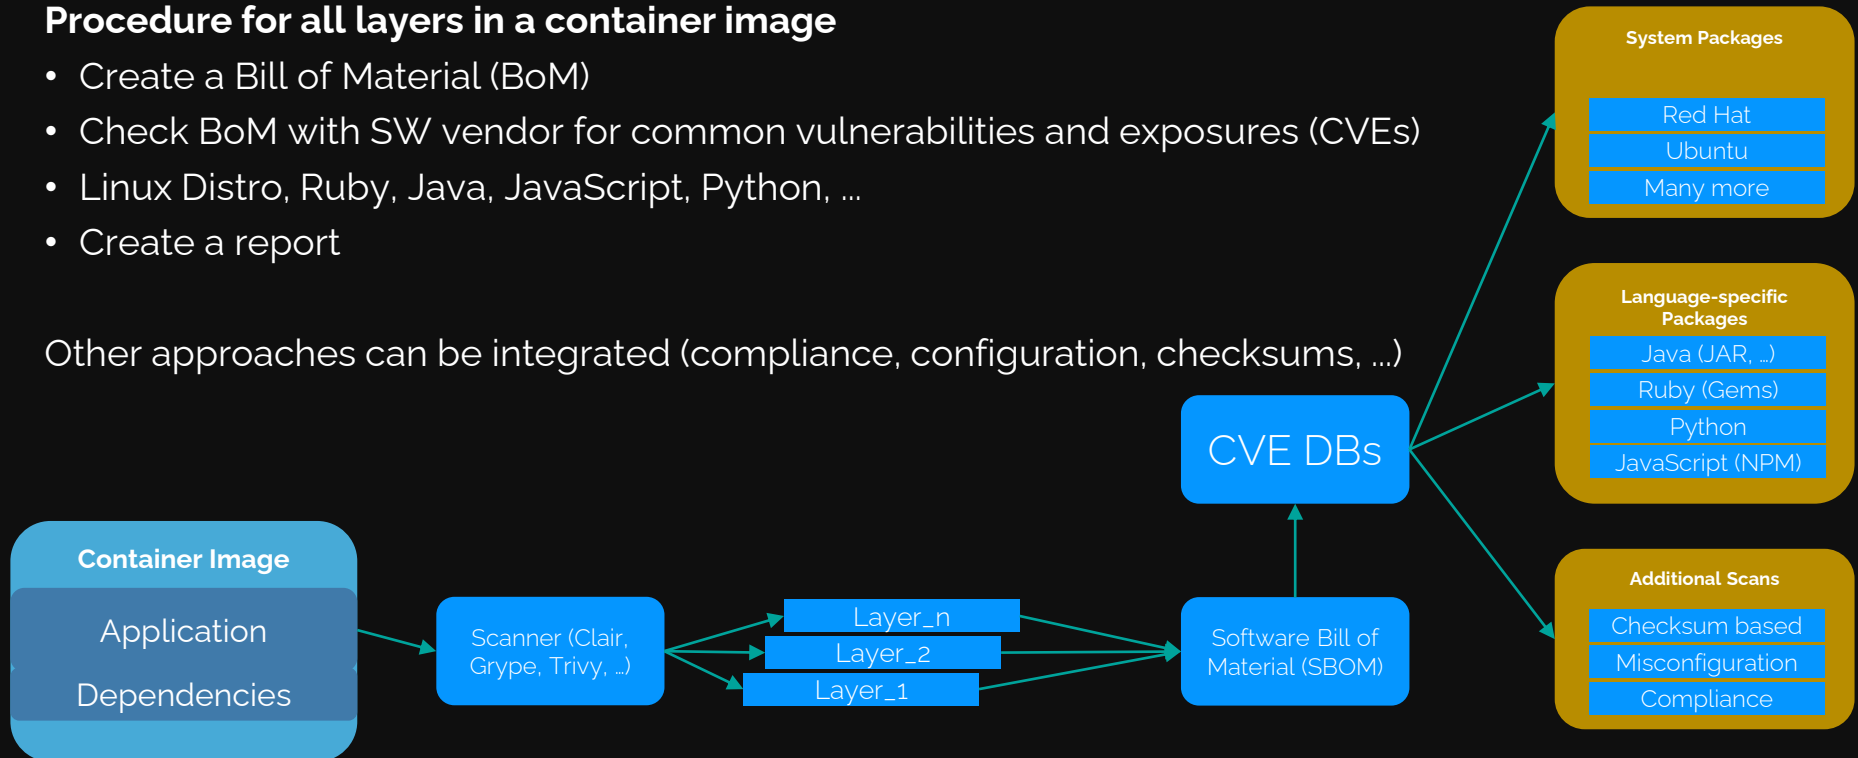 Procedure for all layers in a container image
• Create a Bill of Material (BoM)
• Check BoM with SW vendor for common vulnerabilities and exposures (CVEs)
• Linux Distro, Ruby, Java, JavaScript, Python, ...
• Create a report
Other approaches can be integrated (compliance, configuration, checksums, ...)
Container Image
Application
Dependencies
Scanner (Clair,
Grype, Trivy, ...)
Layer_n
Layer_2
Layer_1
Software Bill of
Material (SBOM)
CVE DBs
System Packages
Red Hat
Ubuntu
Many more
Language-specific
Packages
Java (JAR, ...)
Ruby (Gems)
Python
JavaScript (NPM)
Additional Scans
Checksum based
Misconfiguration
Compliance